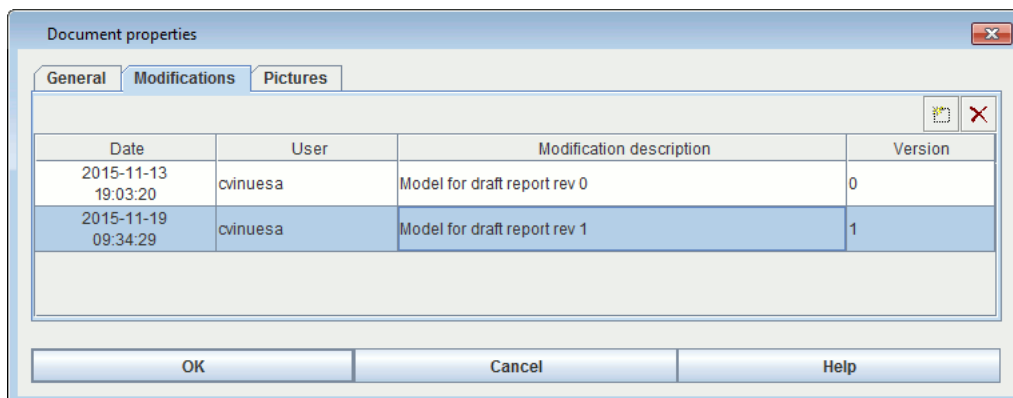 Document properties
General Modifications Pictures
Date User Modification description Version
2015-11-13
19:03:20 cvinuesa Model for draft report rev 0 0
2015-11-19
09:34:29 cvinuesa Model for draft report rev 1 1
OK Cancel Help